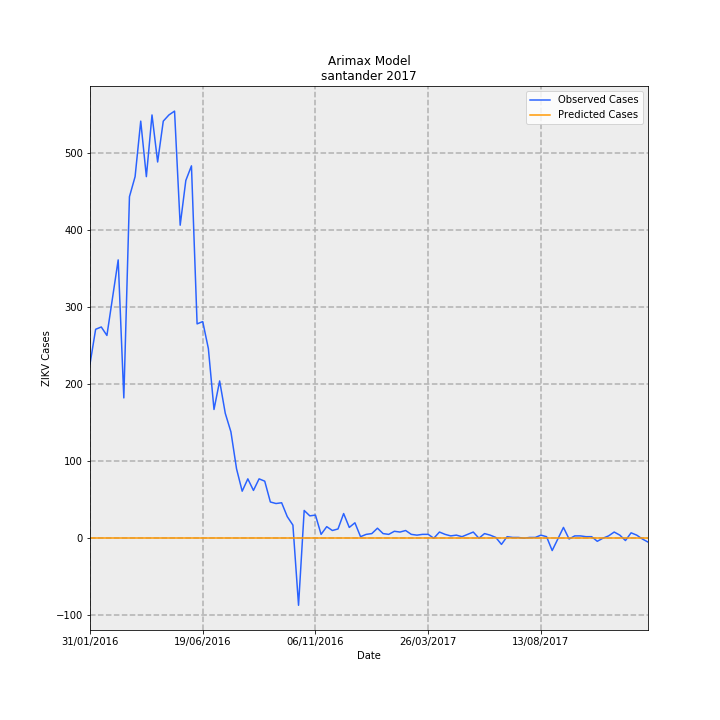 Arimax Model
santander 2017
Observed Cases
Predicted Cases
ZIKV Cases
500
400
300
200
100
0
−100
31/01/2016
19/06/2016
06/11/2016
26/03/2017
13/08/2017
Date